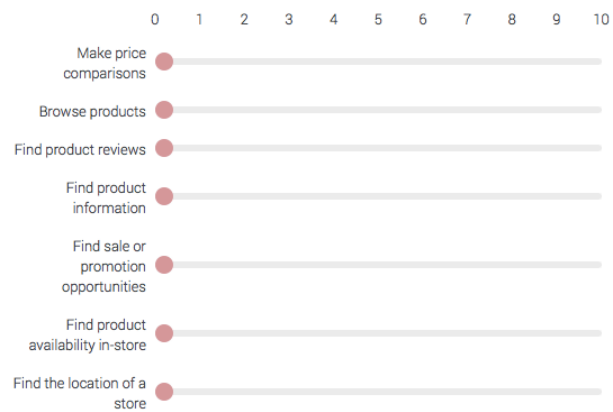 0 1 2 3 4 5 6 7 8 9 10
Make price
comparisons
Browse products
Find product reviews
Find product
information
Find sale or
promotion
opportunities
Find product
availability in-store
Find the location of a
store